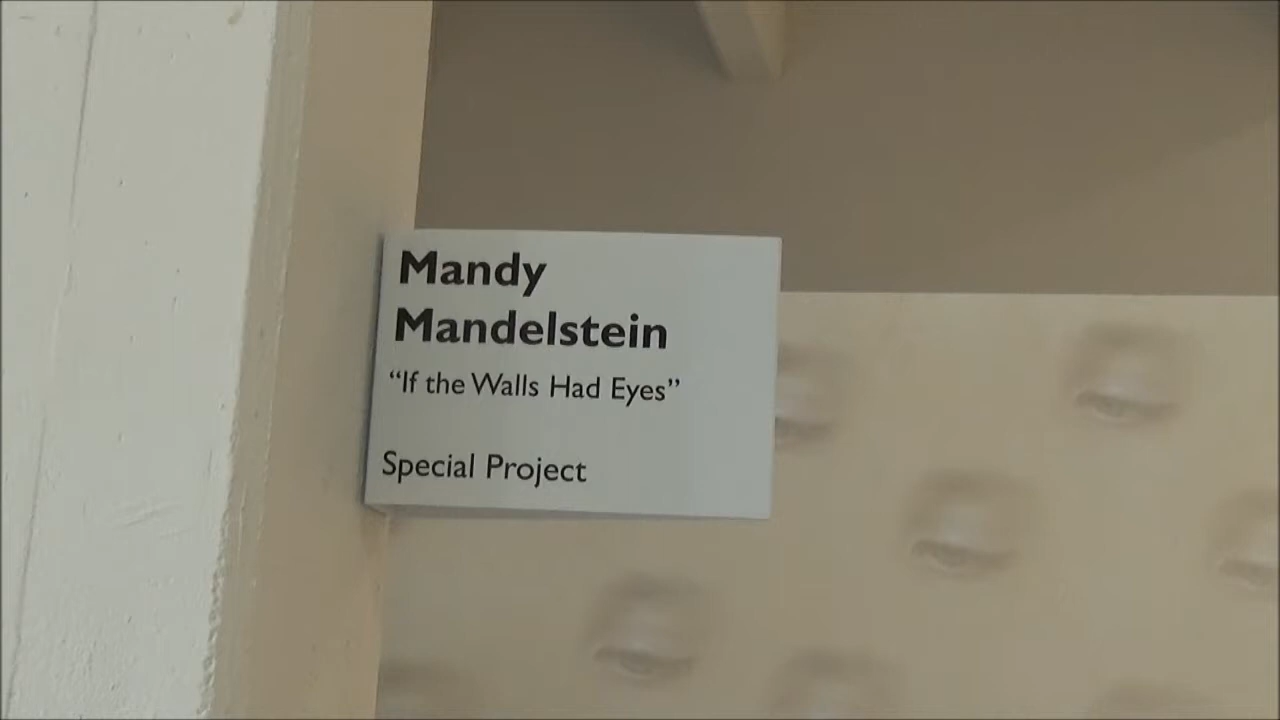 Mandy
Mandelstein
“If the Walls Had Eyes”
Special Project